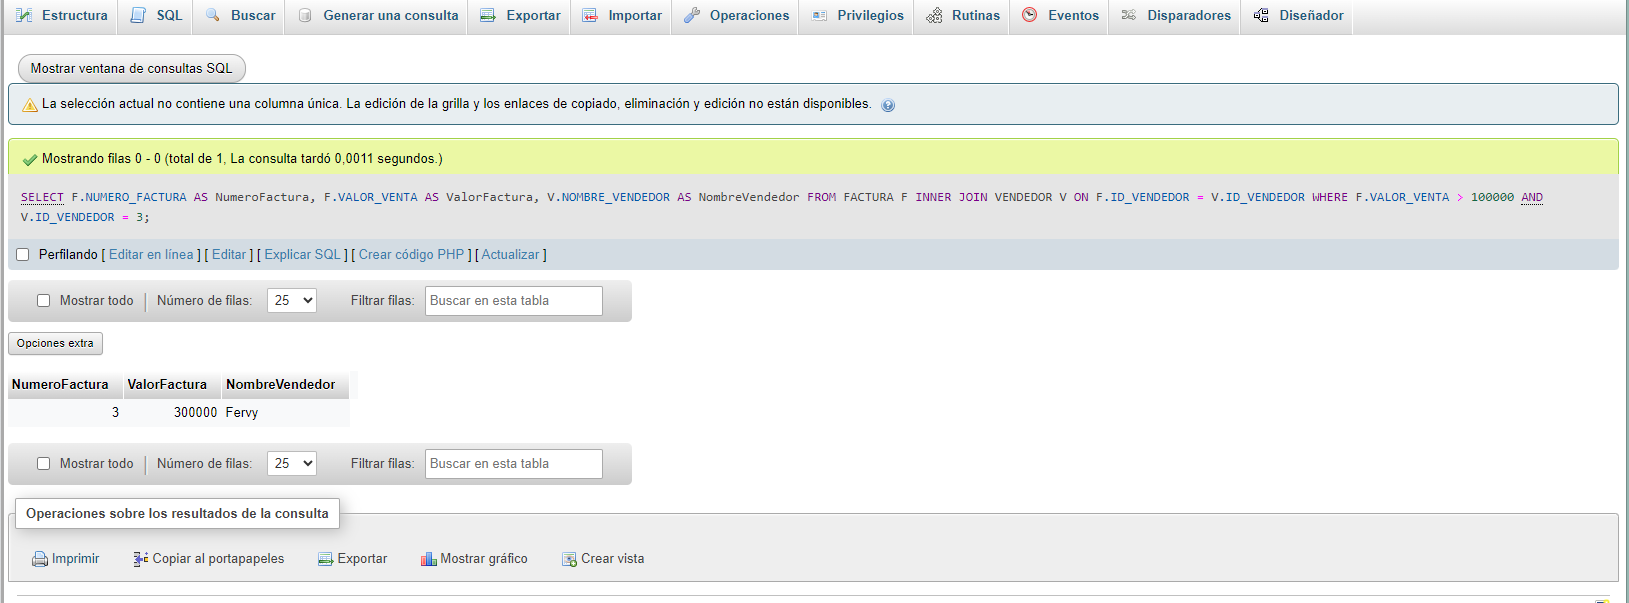 Estructura SQL Buscar Generar una consulta Exportar Importar Operaciones Privilegios Rutinas Eventos Disparadores Diseñador
Mostrar ventana de consultas SQL
La selección actual no contiene una columna única. La edición de la grilla y los enlaces de copiado, eliminación y edición no están disponibles.
Mostrando filas 0 - 0 (total de 1, La consulta tardó 0,0011 segundos.)
SELECT F.NUMERO_FACTURA AS NumeroFactura, F.VALOR_VENTA AS ValorFactura, V.NOMBRE_VENDEDOR AS NombreVendedor FROM FACTURA F INNER JOIN VENDEDOR V ON F.ID_VENDEDOR = V.ID_VENDEDOR WHERE F.VALOR_VENTA > 100000 AND
V.ID_VENDEDOR = 3;
Perfilando [ Editar en línea ] [ Editar ] [ Explicar SQL ] [ Crear código PHP ] [ Actualizar ]
Mostrar todo Número de filas: 25 Filtrar filas: Buscar en esta tabla
Opciones extra
NumeroFactura ValorFactura NombreVendedor
3 300000 Fervy
Mostrar todo Número de filas: 25 Filtrar filas: Buscar en esta tabla
Operaciones sobre los resultados de la consulta
Imprimir Copiar al portapapeles Exportar Mostrar gráfico Crear vista